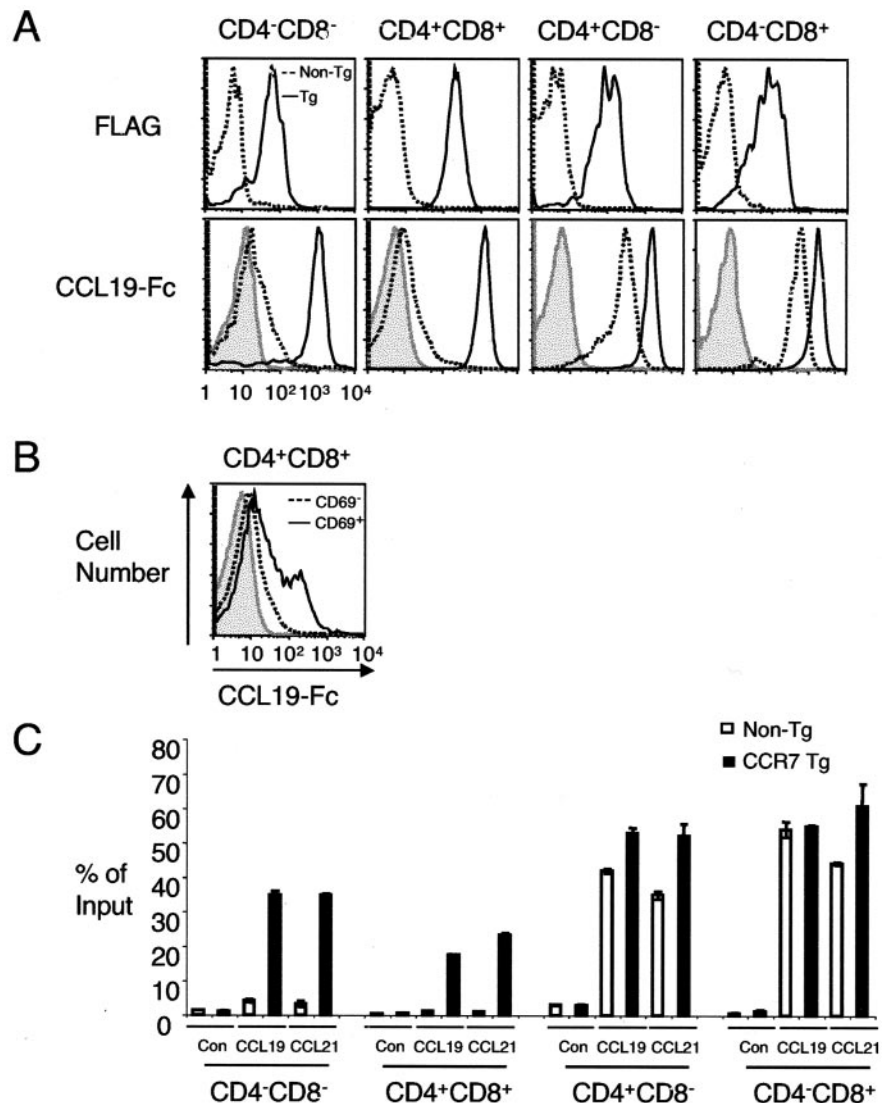 A
CD4⁻CD8⁻ CD4⁺CD8⁺ CD4⁺CD8⁻ CD4⁻CD8⁺
Non-Tg
Tg
FLAG
CCL19-Fc
1 10 10² 10³ 10⁴
B
CD4⁺CD8⁺
CD69⁻
CD69⁺
Cell
Number
1 10 10² 10³ 10⁴
CCL19-Fc
C
Non-Tg
CCR7 Tg
80
70
60
50
40
30
20
10
0
% of
Input
Con CCL19 CCL21 Con CCL19 CCL21 Con CCL19 CCL21 Con CCL19 CCL21
CD4⁻CD8⁻ CD4⁺CD8⁺ CD4⁺CD8⁻ CD4⁻CD8⁺